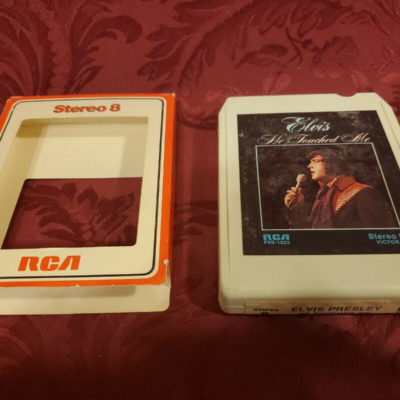 Stereo 8
RCA
Elvis
He Touched Me
RCA
P8S-1923
Stereo
VICTOR
Stereo
ELVIS PRESLEY